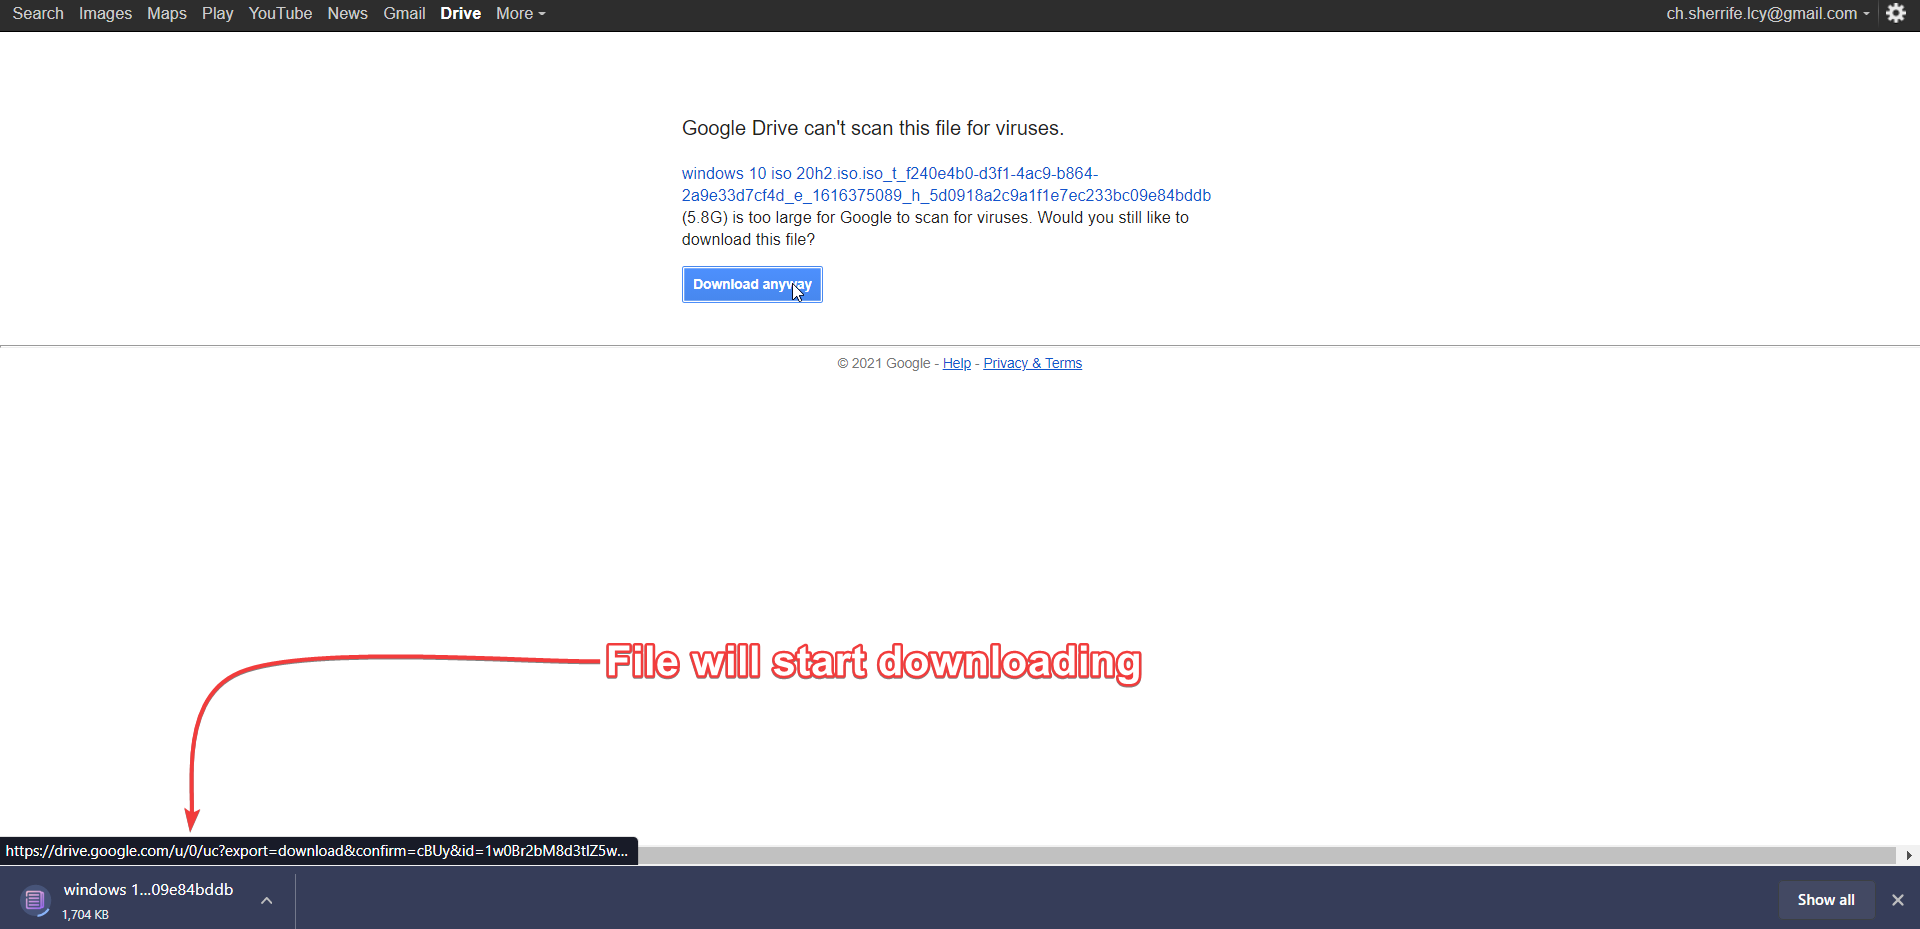 Search Images Maps Play YouTube News Gmail Drive More
ch.sherrife.lcy@gmail.com
Google Drive can't scan this file for viruses.
windows 10 iso 20h2.iso.iso_t_f240e4b0-d3f1-4ac9-b864-
2a9e33d7cf4d_e_1616375089_h_5d0918a2c9a1f1e7ec233bc09e84bddb
(5.8G) is too large for Google to scan for viruses. Would you still like to
download this file?
Download anyway
© 2021 Google - Help - Privacy & Terms
File will start downloading
https://drive.google.com/u/0/uc?export=download&confirm=cBUy&id=1w0Br2bM8d3tlZ5w...
windows 1...09e84bddb
1,704 KB
Show all